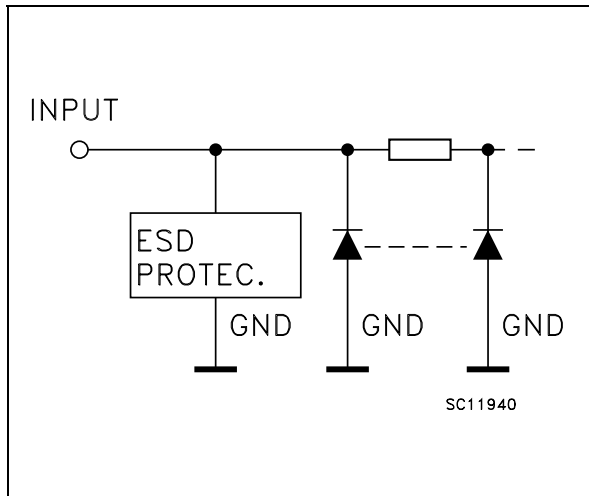 INPUT
ESD
PROTEC.
GND
GND
GND
SC11940